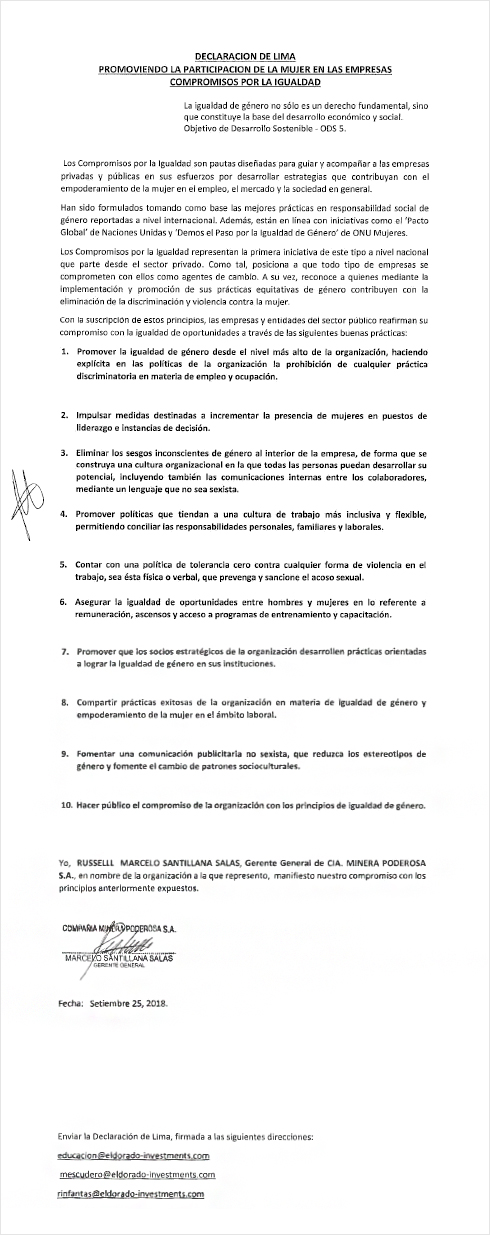 DECLARACION DE LIMA
PROMOVIENDO LA PARTICIPACION DE LA MUJER EN LAS EMPRESAS
COMPROMISOS POR LA IGUALDAD
La igualdad de género no sólo es un derecho fundamental, sino
que constituye la base del desarrollo económico y social.
Objetivo de Desarrollo Sostenible - ODS 5.
Los Compromisos por la Igualdad son pautas diseñadas para guiar y acompañar a las empresas
privadas y públicas en sus esfuerzos por desarrollar estrategias que contribuyan con el
empoderamiento de la mujer en el empleo, el mercado y la sociedad en general.
Han sido formulados tomando como base las mejores prácticas en responsabilidad social de
género reportadas a nivel internacional. Además, están en línea con iniciativas como el 'Pacto
Global' de Naciones Unidas y 'Demos el Paso por la Igualdad de Género' de ONU Mujeres.
Los Compromisos por la Igualdad representan la primera iniciativa de este tipo a nivel nacional
que parte desde el sector privado. Como tal, posiciona a que todo tipo de empresas se
comprometen con ellos como agentes de cambio. A su vez, reconoce a quienes mediante la
implementación y promoción de sus prácticas equitativas de género contribuyen con la
eliminación de la discriminación y violencia contra la mujer.
Con la suscripción de estos principios, las empresas y entidades del sector público reafirman su
compromiso con la igualdad de oportunidades a través de las siguientes buenas prácticas:
1. Promover la igualdad de género desde el nivel más alto de la organización, haciendo
explícita en las políticas de la organización la prohibición de cualquier práctica
discriminatoria en materia de empleo y ocupación.
2. Impulsar medidas destinadas a incrementar la presencia de mujeres en puestos de
liderazgo e instancias de decisión.
3. Eliminar los sesgos inconscientes de género al interior de la empresa, de forma que se
construya una cultura organizacional en la que todas las personas puedan desarrollar su
potencial, incluyendo también las comunicaciones internas entre los colaboradores,
mediante un lenguaje que no sea sexista.
4. Promover políticas que tiendan a una cultura de trabajo más inclusiva y flexible,
permitiendo conciliar las responsabilidades personales, familiares y laborales.
5. Contar con una política de tolerancia cero contra cualquier forma de violencia en el
trabajo, sea ésta física o verbal, que prevenga y sancione el acoso sexual.
6. Asegurar la igualdad de oportunidades entre hombres y mujeres en lo referente a
remuneración, ascensos y acceso a programas de entrenamiento y capacitación.
7. Promover que los socios estratégicos de la organización desarrollen prácticas orientadas
a lograr la igualdad de género en sus instituciones.
8. Compartir prácticas exitosas de la organización en materia de igualdad de género y
empoderamiento de la mujer en el ámbito laboral.
9. Fomentar una comunicación publicitaria no sexista, que reduzca los estereotipos de
género y fomente el cambio de patrones socioculturales.
10. Hacer público el compromiso de la organización con los principios de igualdad de género.
Yo, RUSSELLL MARCELO SANTILLANA SALAS, Gerente General de CIA. MINERA PODEROSA
S.A., en nombre de la organización a la que represento, manifiesto nuestro compromiso con los
principios anteriormente expuestos.
COMPAÑIA MINERA PODEROSA S.A.
MARCELO SANTILLANA SALAS
GERENTE GENERAL
Fecha: Setiembre 25, 2018.
Enviar la Declaración de Lima, firmada a las siguientes direcciones:
educacion@eldorado-investments.com
mescudero@eldorado-investments.com
rinfantas@eldorado-investments.com